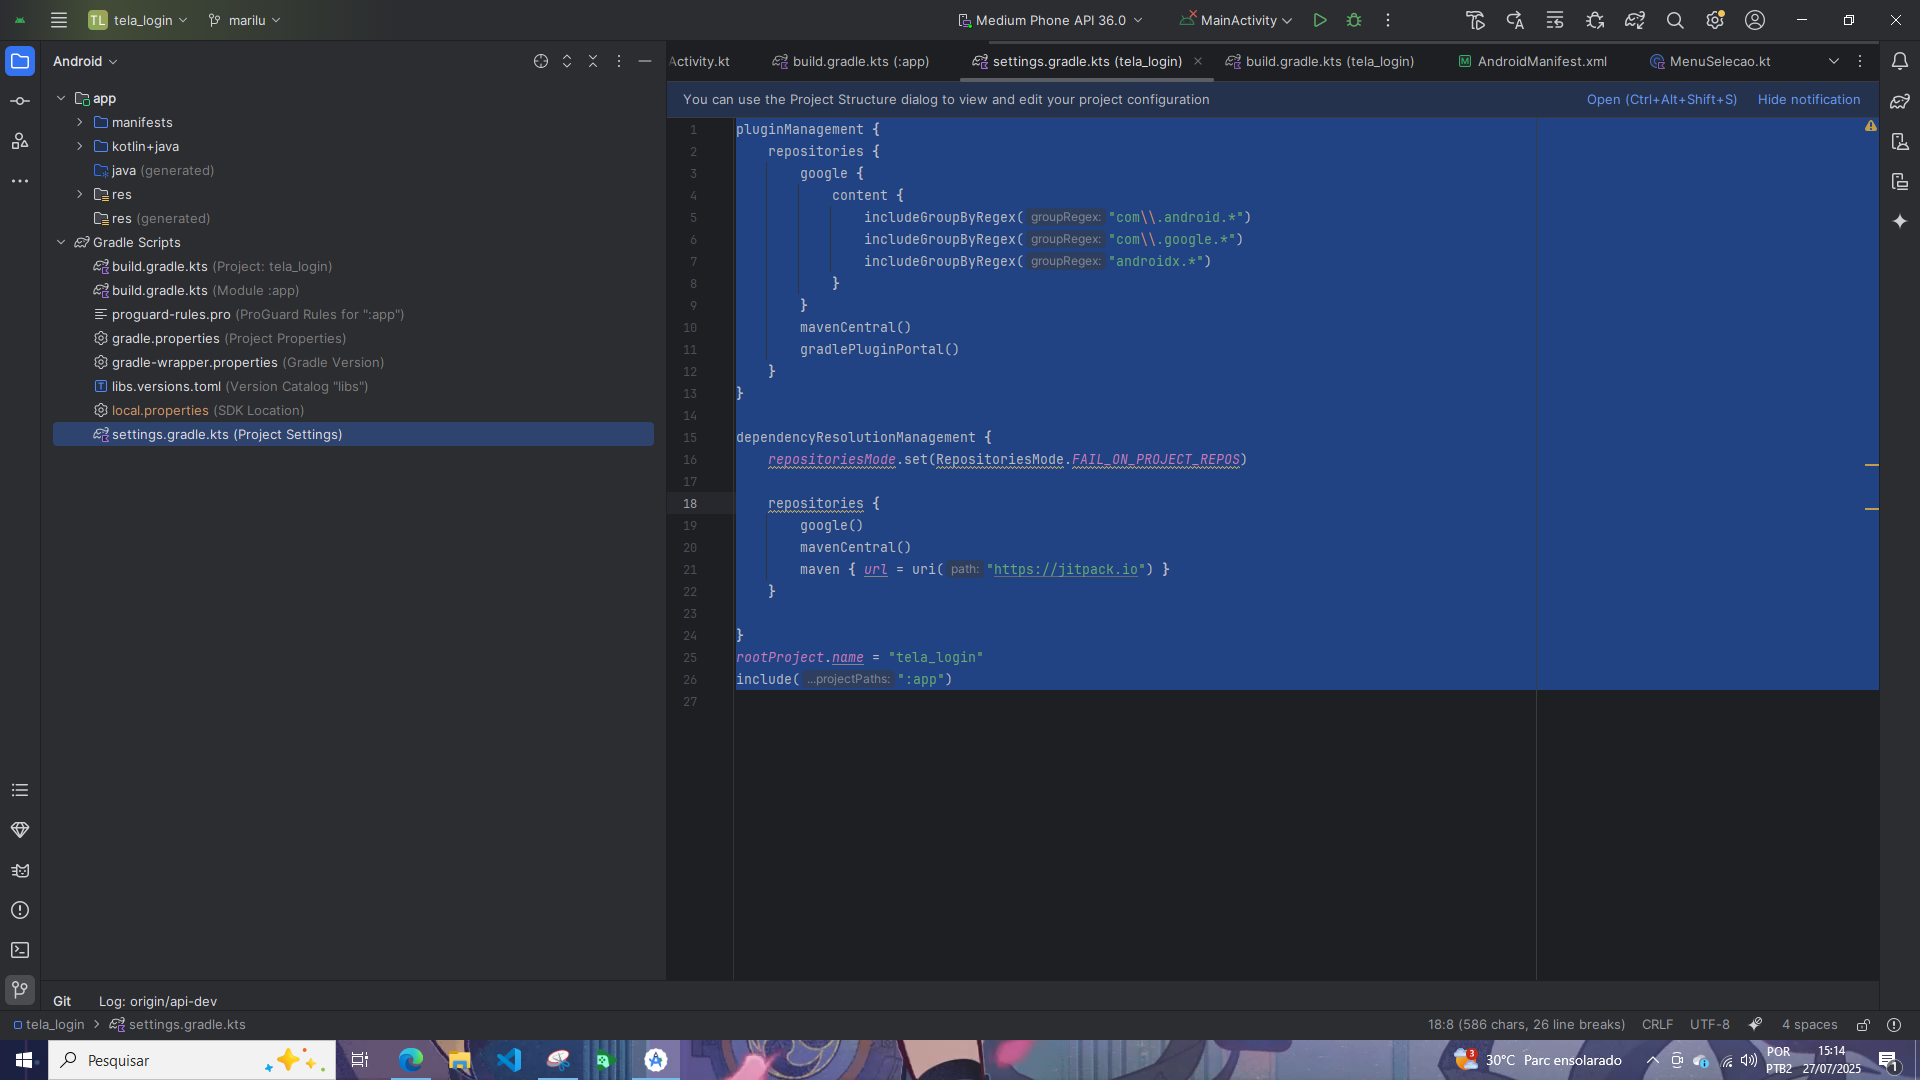 TL tela_login marilu Medium Phone API 36.0 MainActivity
Android
Activity.kt build.gradle.kts (:app) settings.gradle.kts (tela_login) build.gradle.kts (tela_login) AndroidManifest.xml MenuSelecao.kt
You can use the Project Structure dialog to view and edit your project configuration Open (Ctrl+Alt+Shift+S) Hide notification
app
manifests
kotlin+java
java (generated)
res
res (generated)
Gradle Scripts
build.gradle.kts (Project: tela_login)
build.gradle.kts (Module :app)
proguard-rules.pro (ProGuard Rules for ":app")
gradle.properties (Project Properties)
gradle-wrapper.properties (Gradle Version)
libs.versions.toml (Version Catalog "libs")
local.properties (SDK Location)
settings.gradle.kts (Project Settings)
1 pluginManagement {
2 repositories {
3 google {
4 content {
5 includeGroupByRegex( groupRegex: "com\\.android.*")
6 includeGroupByRegex( groupRegex: "com\\.google.*")
7 includeGroupByRegex( groupRegex: "androidx.*")
8 }
9 }
10 mavenCentral()
11 gradlePluginPortal()
12 }
13 }
14
15 dependencyResolutionManagement {
16 repositoriesMode.set(RepositoriesMode.FAIL_ON_PROJECT_REPOS)
17
18 repositories {
19 google()
20 mavenCentral()
21 maven { url = uri( path: "https://jitpack.io") }
22 }
23
24 }
25 rootProject.name = "tela_login"
26 include( ...projectPaths: ":app")
27
Git Log: origin/api-dev
tela_login > settings.gradle.kts 18:8 (586 chars, 26 line breaks) CRLF UTF-8 4 spaces
Pesquisar 3 30°C Parc ensolarado POR 15:14
PTB2 27/07/2025 1